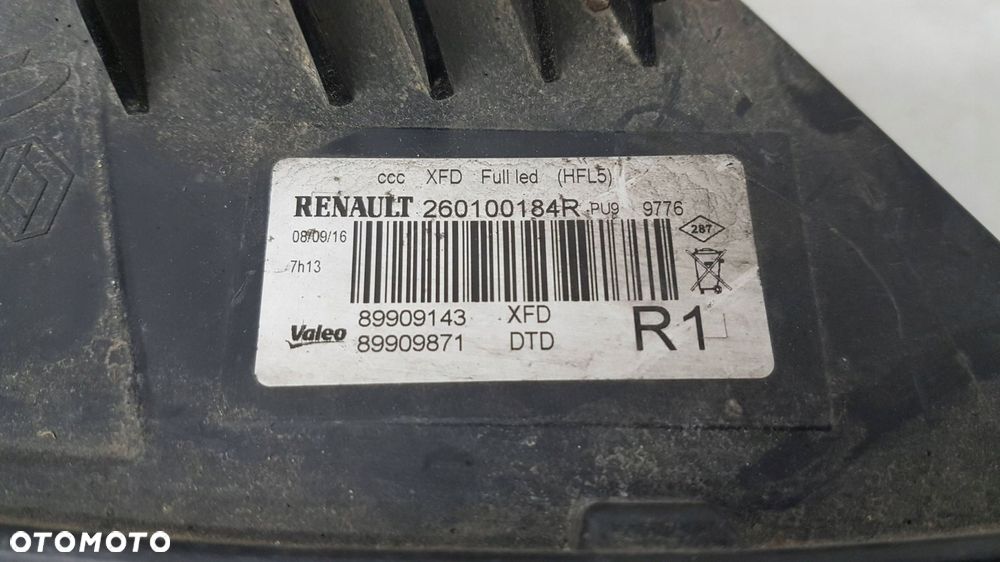 ccc XFD Full led (HFL5)
RENAULT 260100184R PU9 9776
08/09/16
287
7h13
89909143 XFD
Valeo
89909871 DTD
R1
OTOMOTO